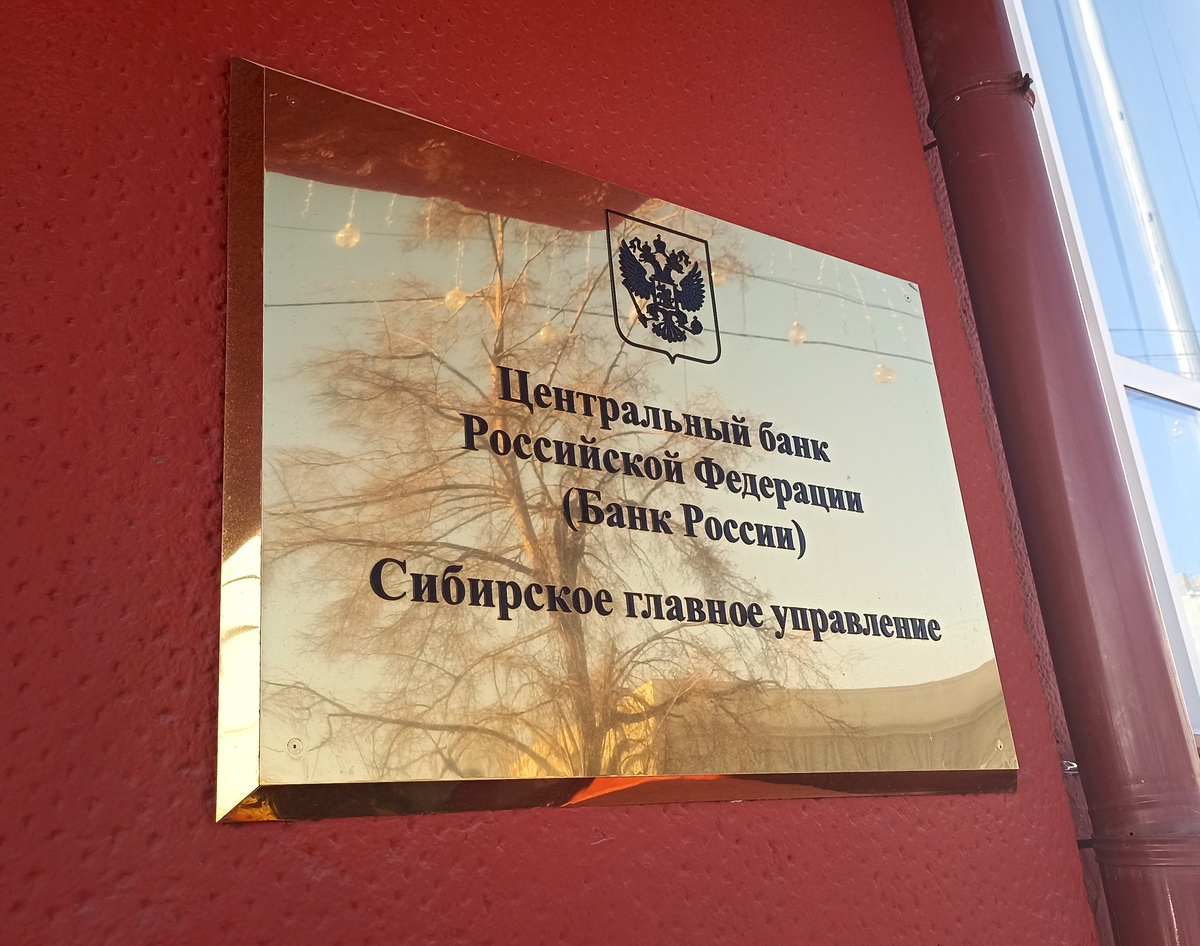 Центральный банк
Российской Федерации
(Банк России)
Сибирское главное управление